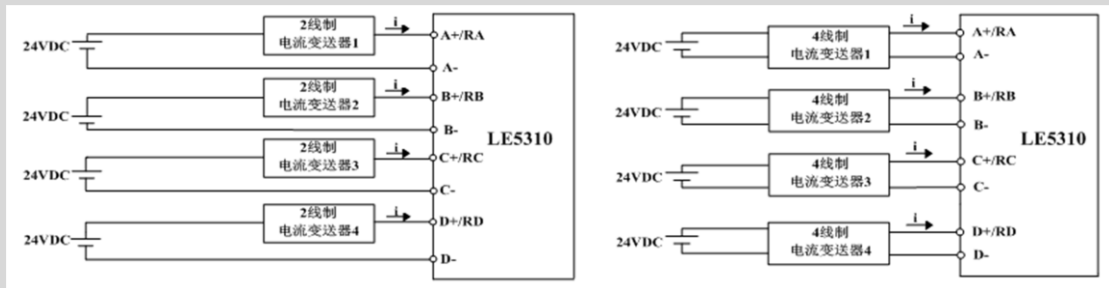 2线制
电流变送器1
i
A+/RA
24VDC
A-
2线制
电流变送器2
i
B+/RB
24VDC
B-
LE5310
2线制
电流变送器3
i
C+/RC
24VDC
C-
2线制
电流变送器4
i
D+/RD
24VDC
D-
4线制
电流变送器1
i
A+/RA
24VDC
A-
4线制
电流变送器2
i
B+/RB
24VDC
B-
LE5310
4线制
电流变送器3
i
C+/RC
24VDC
C-
4线制
电流变送器4
i
D+/RD
24VDC
D-